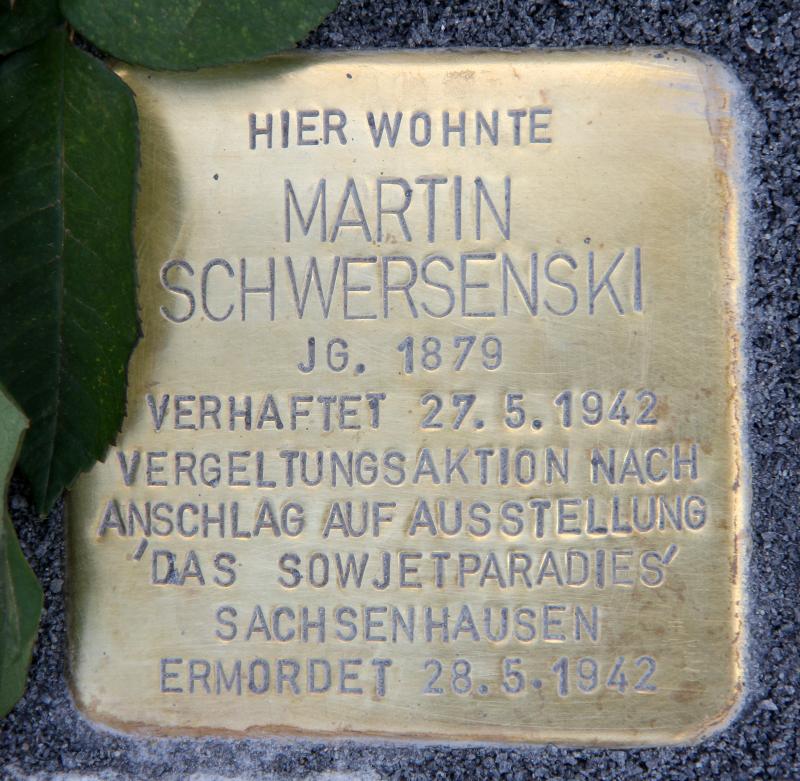 HIER WOHNTE
MARTIN
SCHWERSENSKI
JG. 1879
VERHAFTET 27.5.1942
VERGELTUNGSAKTION NACH
ANSCHLAG AUF AUSSTELLUNG
'DAS SOWJETPARADIES'
SACHSENHAUSEN
ERMORDET 28.5.1942